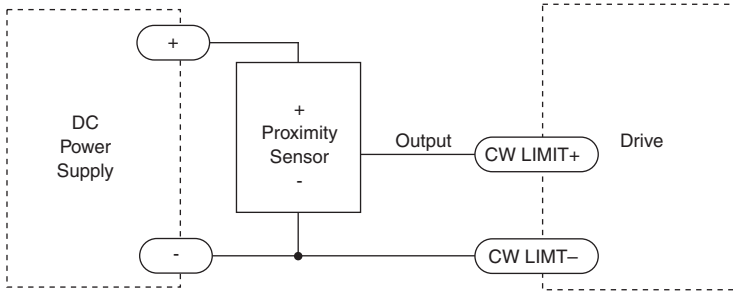 +
DC
Power
Supply
+
Proximity
Sensor
-
Output
CW LIMIT+
Drive
-
CW LIMT–